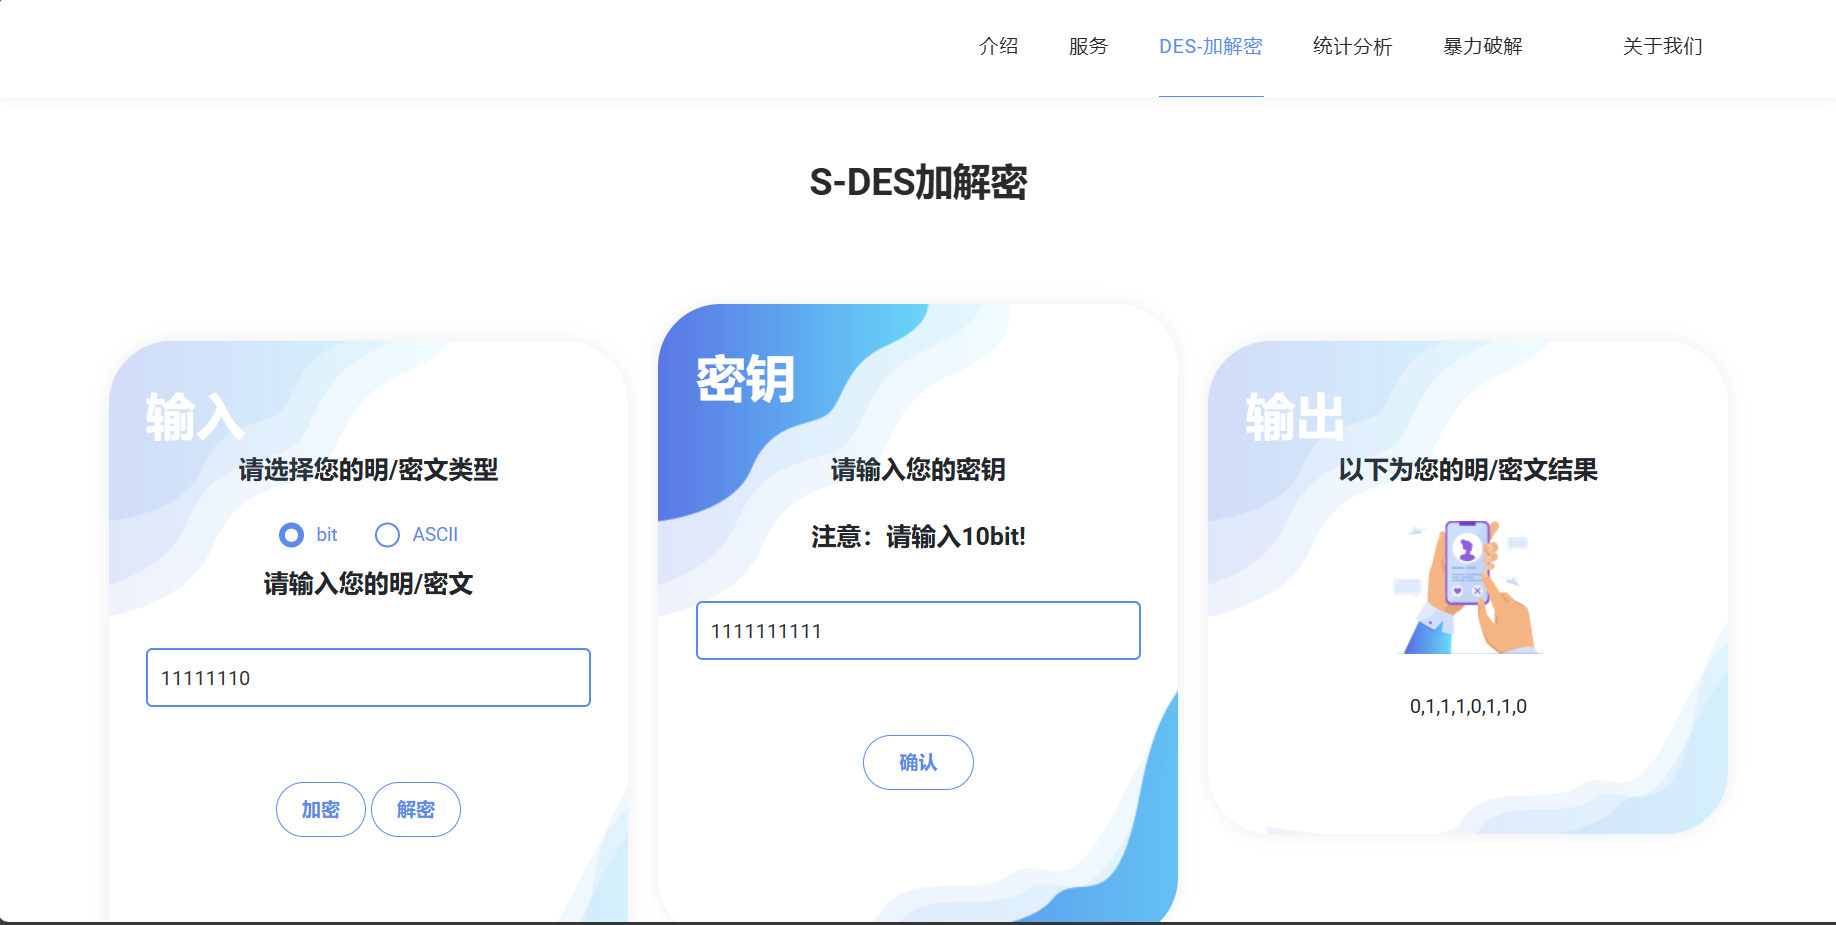 介绍 服务 DES-加解密 统计分析 暴力破解 关于我们
S-DES加解密
输入
请选择您的明/密文类型
bit ASCII
请输入您的明/密文
11111110
加密 解密
密钥
请输入您的密钥
注意：请输入10bit!
1111111111
确认
输出
以下为您的明/密文结果
0,1,1,1,0,1,1,0